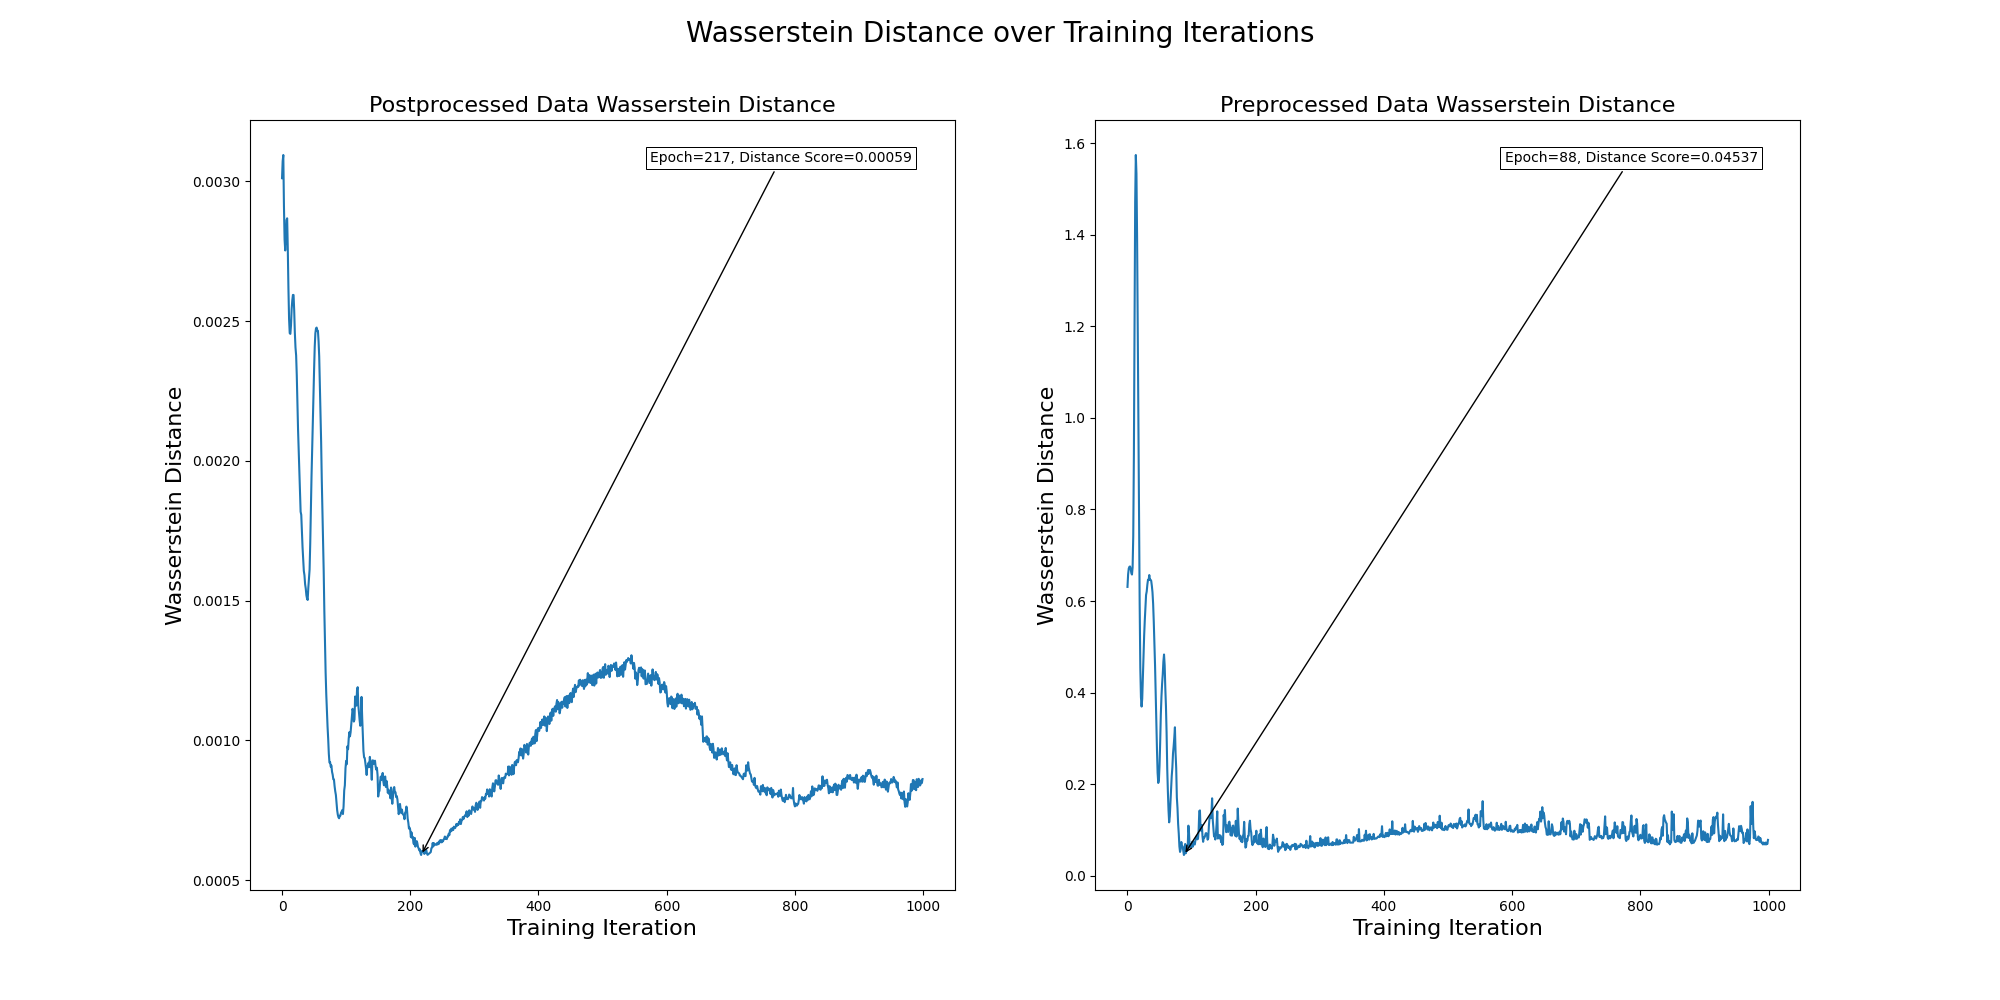 Wasserstein Distance over Training Iterations
Postprocessed Data Wasserstein Distance
Epoch=217, Distance Score=0.00059
0.0030
0.0025
0.0020
0.0015
0.0010
0.0005
Wasserstein Distance
0 200 400 600 800 1000
Training Iteration
Preprocessed Data Wasserstein Distance
Epoch=88, Distance Score=0.04537
1.6
1.4
1.2
1.0
0.8
0.6
0.4
0.2
0.0
Wasserstein Distance
0 200 400 600 800 1000
Training Iteration